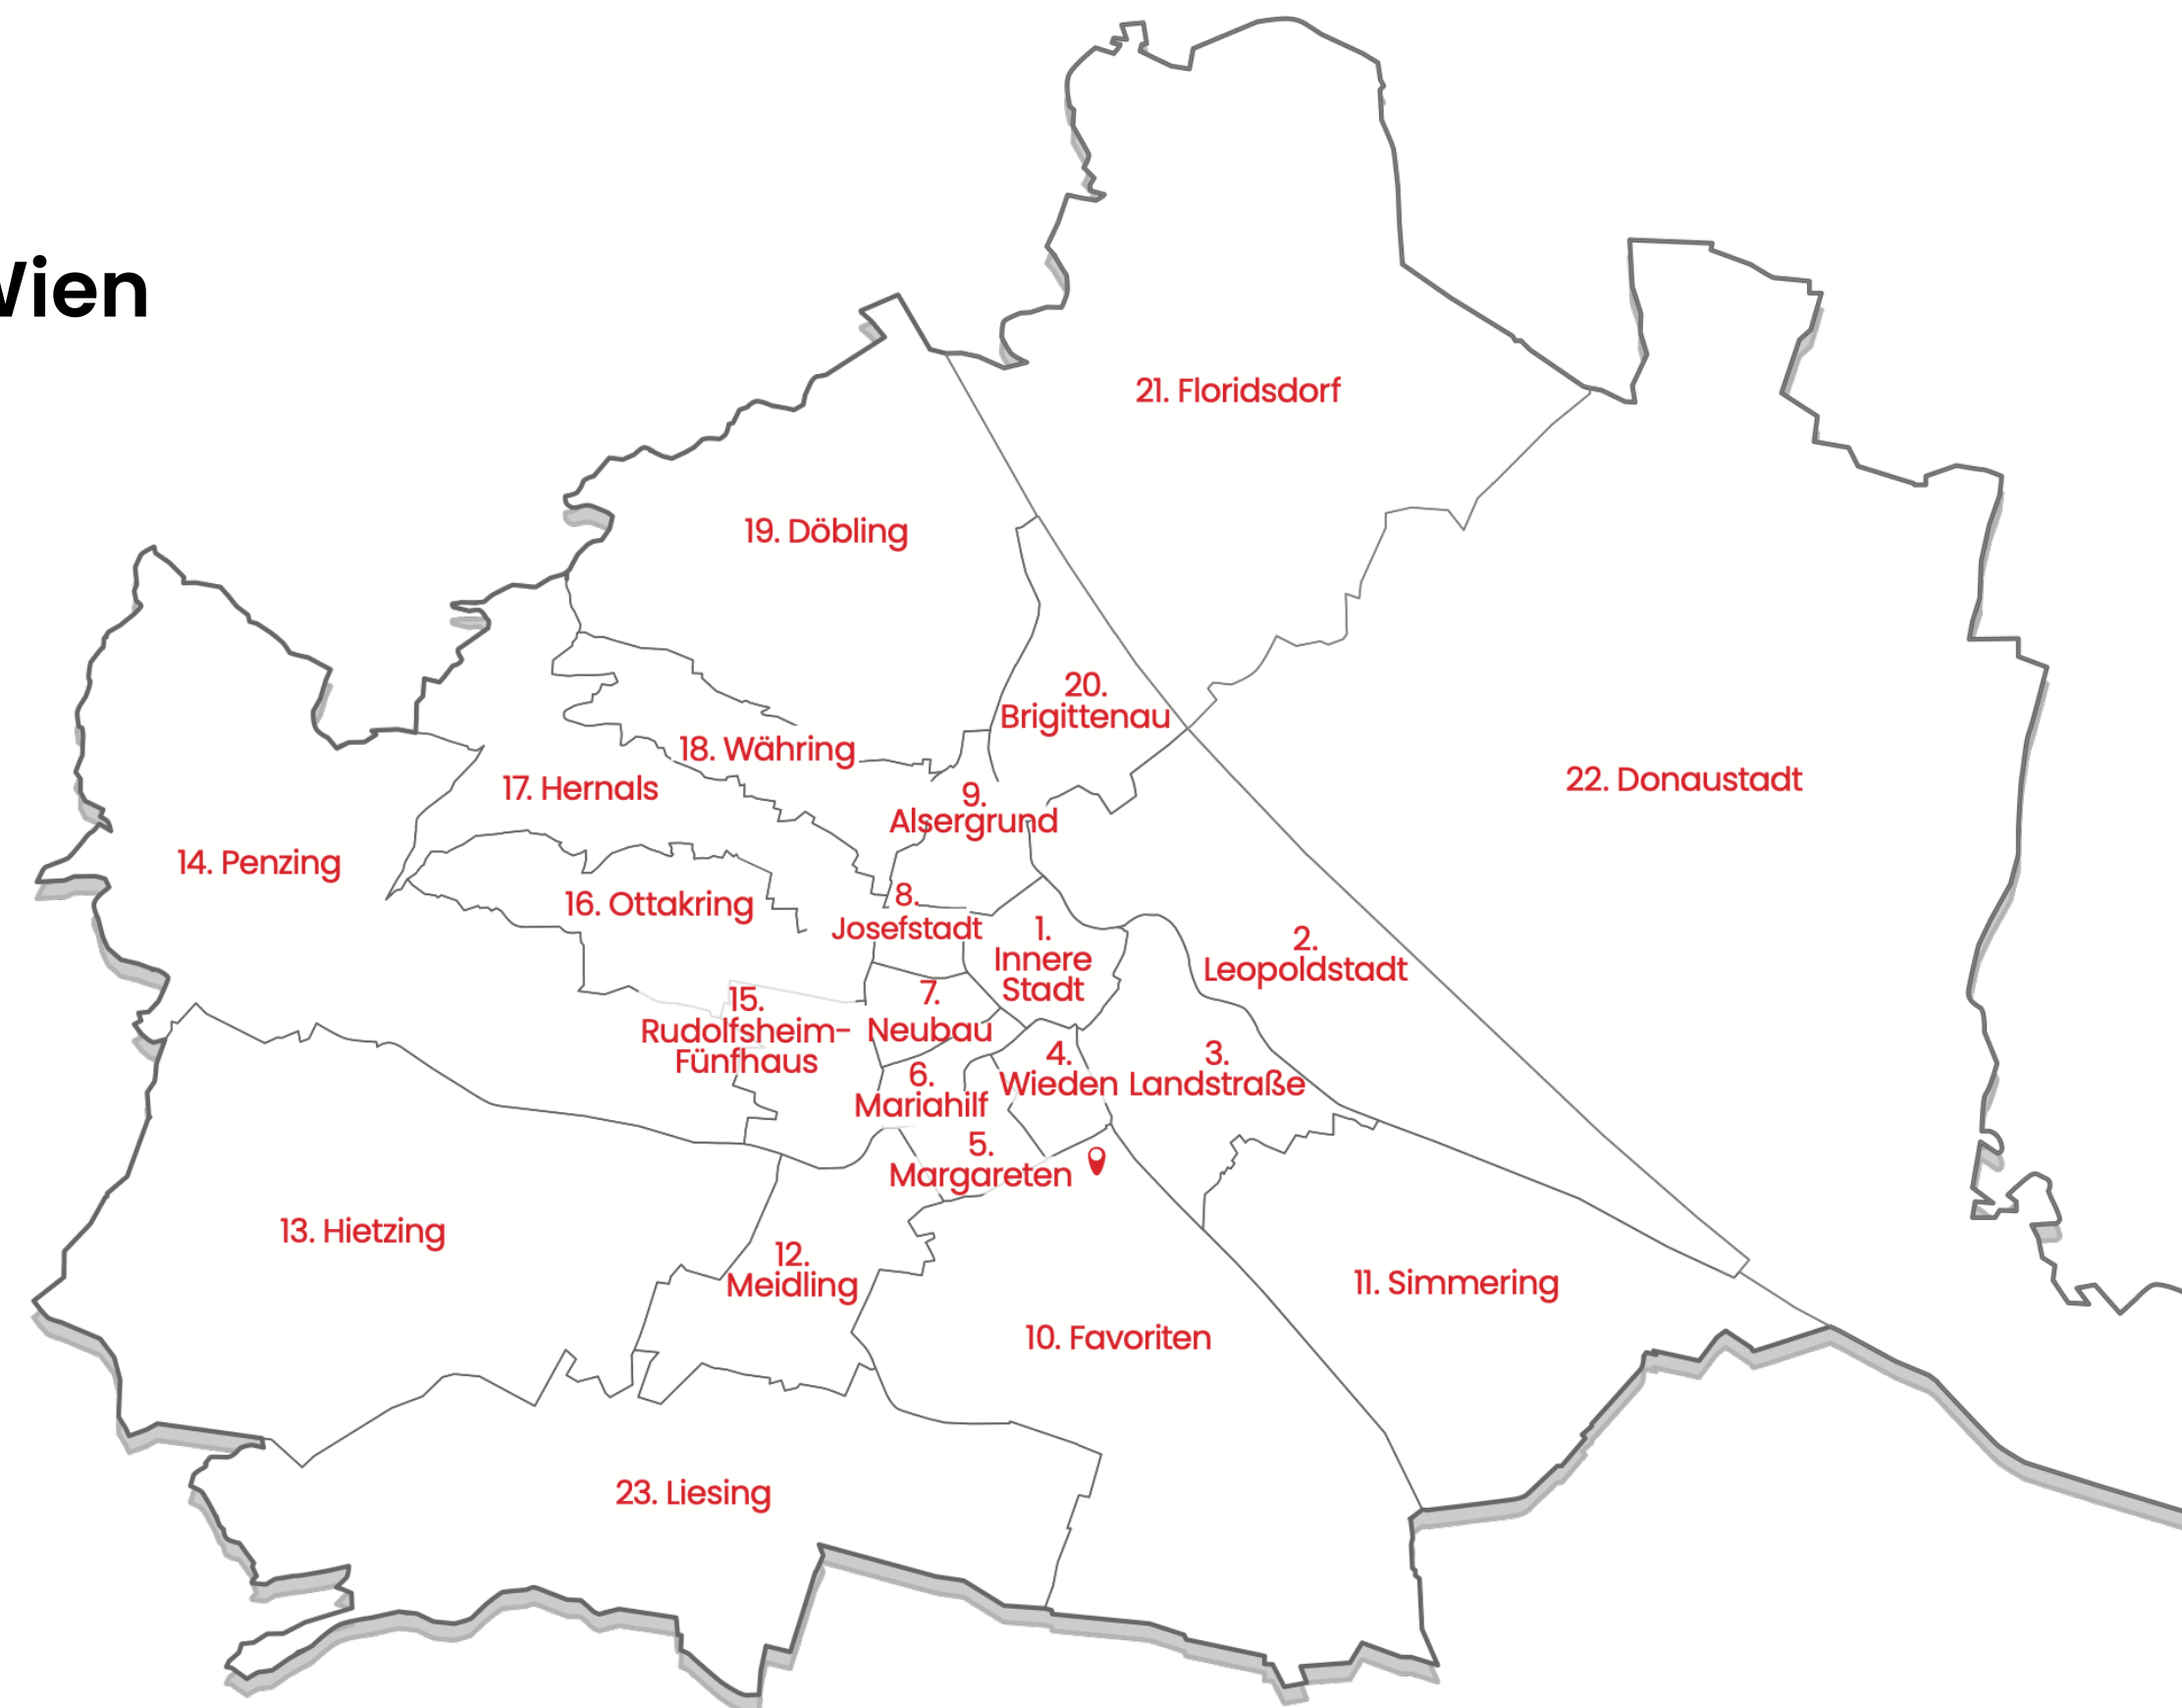 Wien
21. Floridsdorf
19. Döbling
20.
Brigittenau
18. Währing
22. Donaustadt
17. Hernals
9.
Alsergrund
14. Penzing
16. Ottakring
8.
Josefstadt
1.
Innere
Stadt
2.
Leopoldstadt
15.
Rudolfsheim-
Fünfhaus
7.
Neubau
4.
Wieden
3.
Landstraße
6.
Mariahilf
5.
Margareten
13. Hietzing
12.
Meidling
11. Simmering
10. Favoriten
23. Liesing